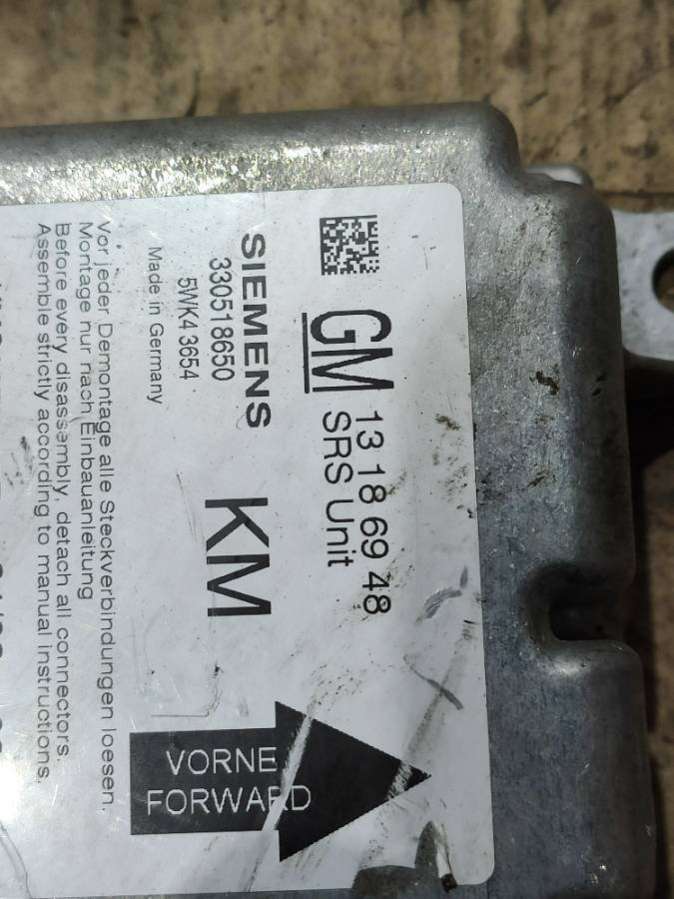 GM 13 18 69 48
SRS Unit
SIEMENS KM
330518650
5WK4 3654
Made in Germany
Vor jeder Demontage alle Steckverbindungen loesen.
Montage nur nach Einbauanleitung
Before every disassembly, detach all connectors.
Assemble strictly according to manual instructions.
VORNE
FORWARD